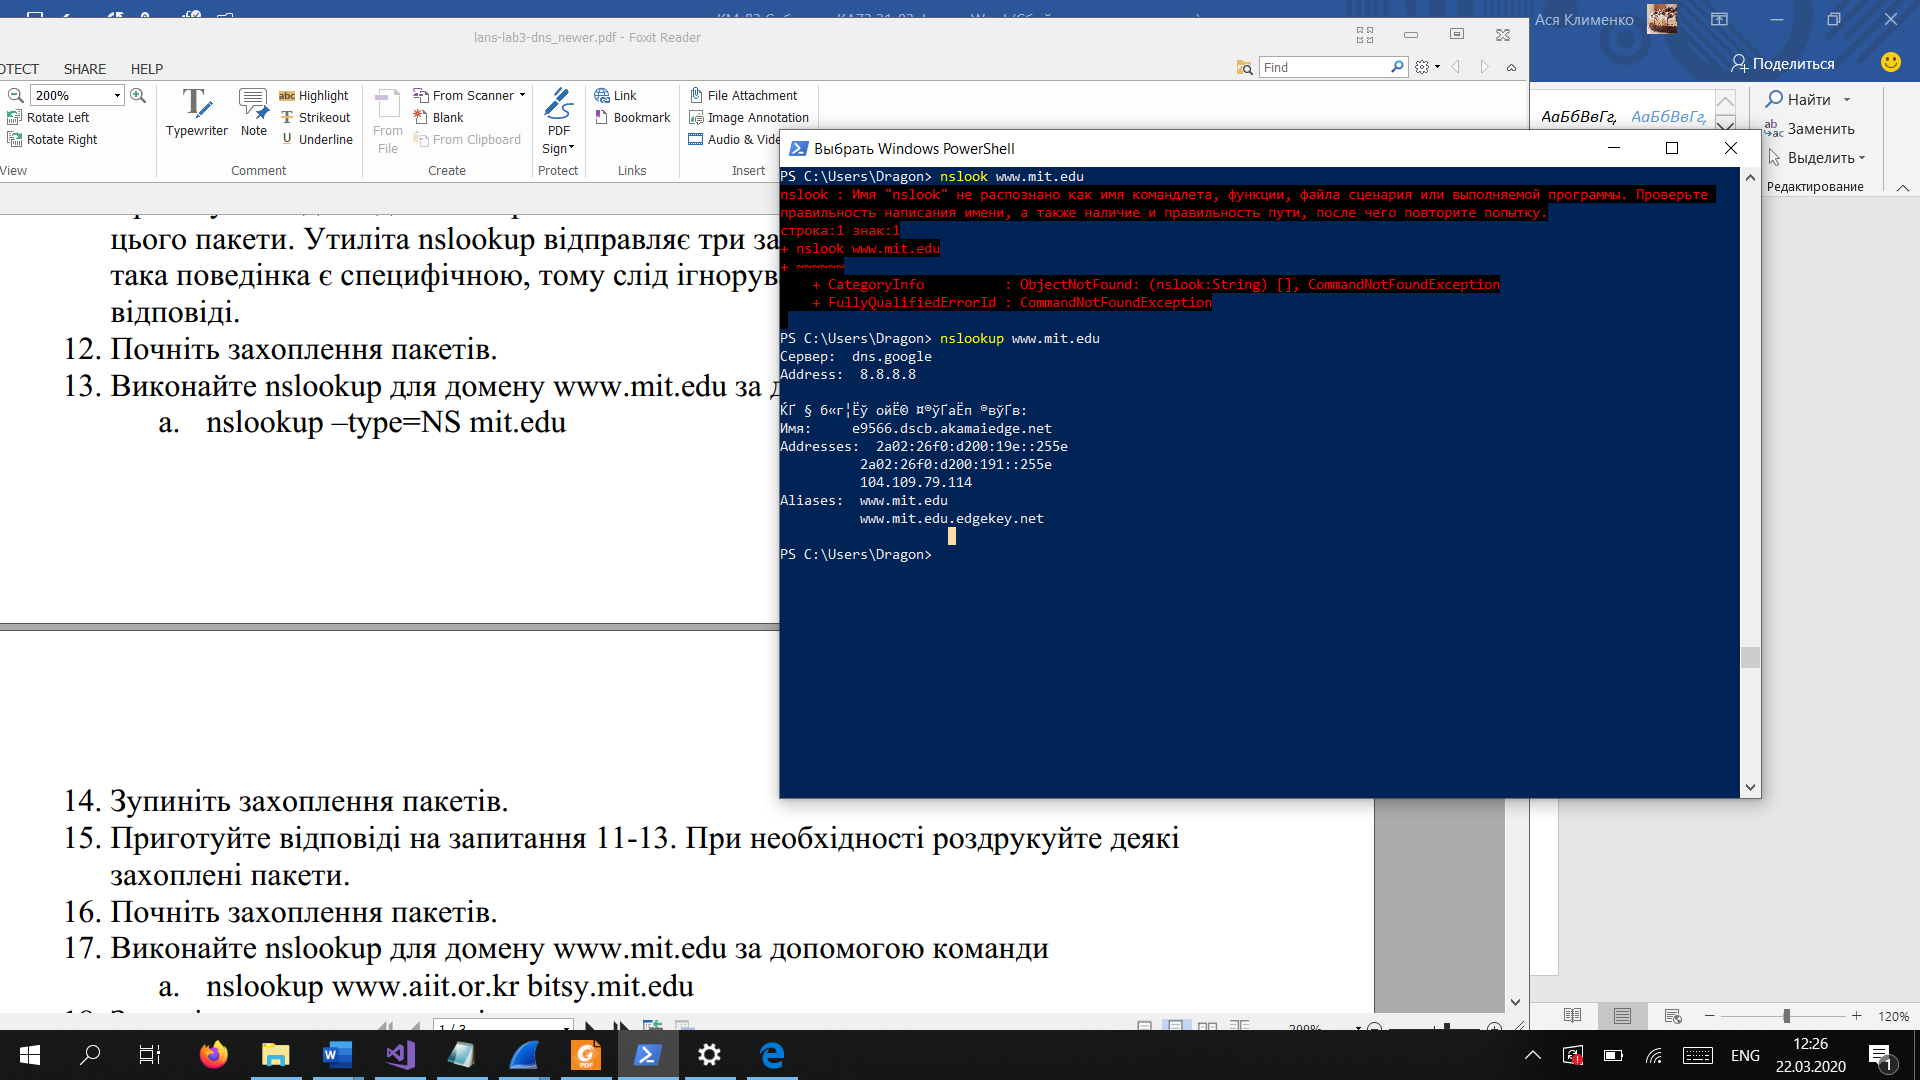 Ася Клименко
lans-lab3-dns_newer.pdf - Foxit Reader
Поделиться
OTECT SHARE HELP
Find
200%
Rotate Left
Rotate Right
View
Typewriter
Note
Highlight
Strikeout
Underline
Comment
From File
From Scanner
Blank
From Clipboard
Create
PDF Sign
Protect
Link
Bookmark
Links
File Attachment
Image Annotation
Audio & Vide
Insert
АаБбВвГг, АаБбВвГг,
Найти
Заменить
Выделить
Редактирование
Выбрать Windows PowerShell
PS C:\Users\Dragon> nslook www.mit.edu
nslook : Имя "nslook" не распознано как имя командлета, функции, файла сценария или выполняемой программы. Проверьте
правильность написания имени, а также наличие и правильность пути, после чего повторите попытку.
строка:1 знак:1
+ nslook www.mit.edu
+ ~~~~~~
+ CategoryInfo : ObjectNotFound: (nslook:String) [], CommandNotFoundException
+ FullyQualifiedErrorId : CommandNotFoundException
PS C:\Users\Dragon> nslookup www.mit.edu
Сервер: dns.google
Address: 8.8.8.8
Имя: e9566.dscb.akamaiedge.net
Addresses: 2a02:26f0:d200:19e::255e
2a02:26f0:d200:191::255e
104.109.79.114
Aliases: www.mit.edu
www.mit.edu.edgekey.net
PS C:\Users\Dragon>
цього пакети. Утиліта nslookup відправляє три за
така поведінка є специфічною, тому слід ігнорув
відповіді.
12. Почніть захоплення пакетів.
13. Виконайте nslookup для домену www.mit.edu за д
a. nslookup –type=NS mit.edu
14. Зупиніть захоплення пакетів.
15. Приготуйте відповіді на запитання 11-13. При необхідності роздрукуйте деякі
захоплені пакети.
16. Почніть захоплення пакетів.
17. Виконайте nslookup для домену www.mit.edu за допомогою команди
a. nslookup www.aiit.or.kr bitsy.mit.edu
1 / 3
200%
120%
ENG
12:26
22.03.2020
1